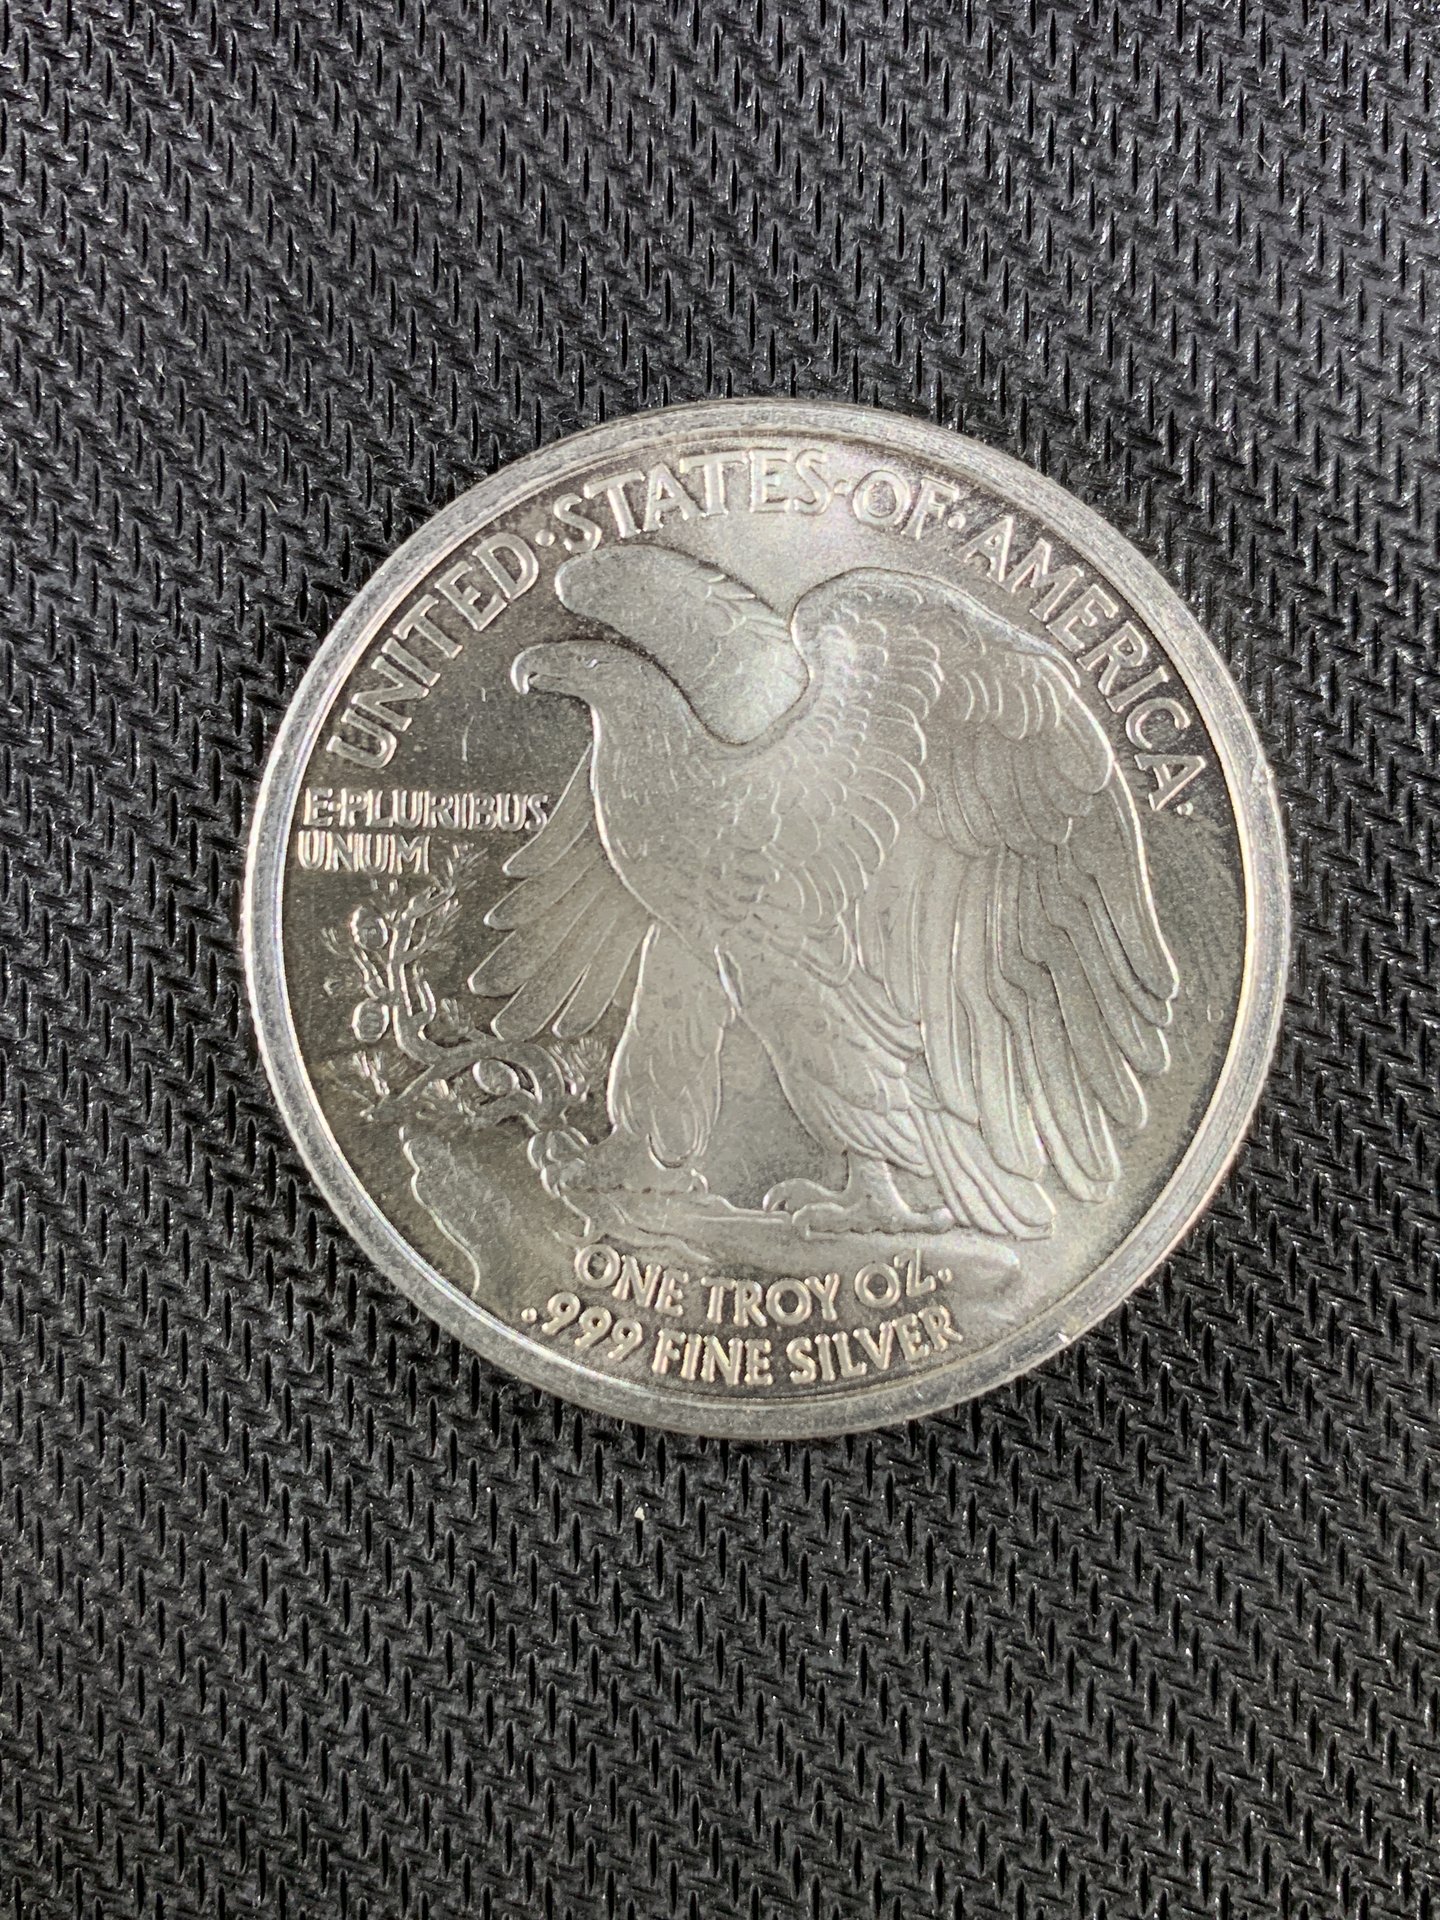 UNITED·STATES·OF·AMERICA·
E·PLURIBUS
UNUM
ONE TROY OZ.
.999 FINE SILVER